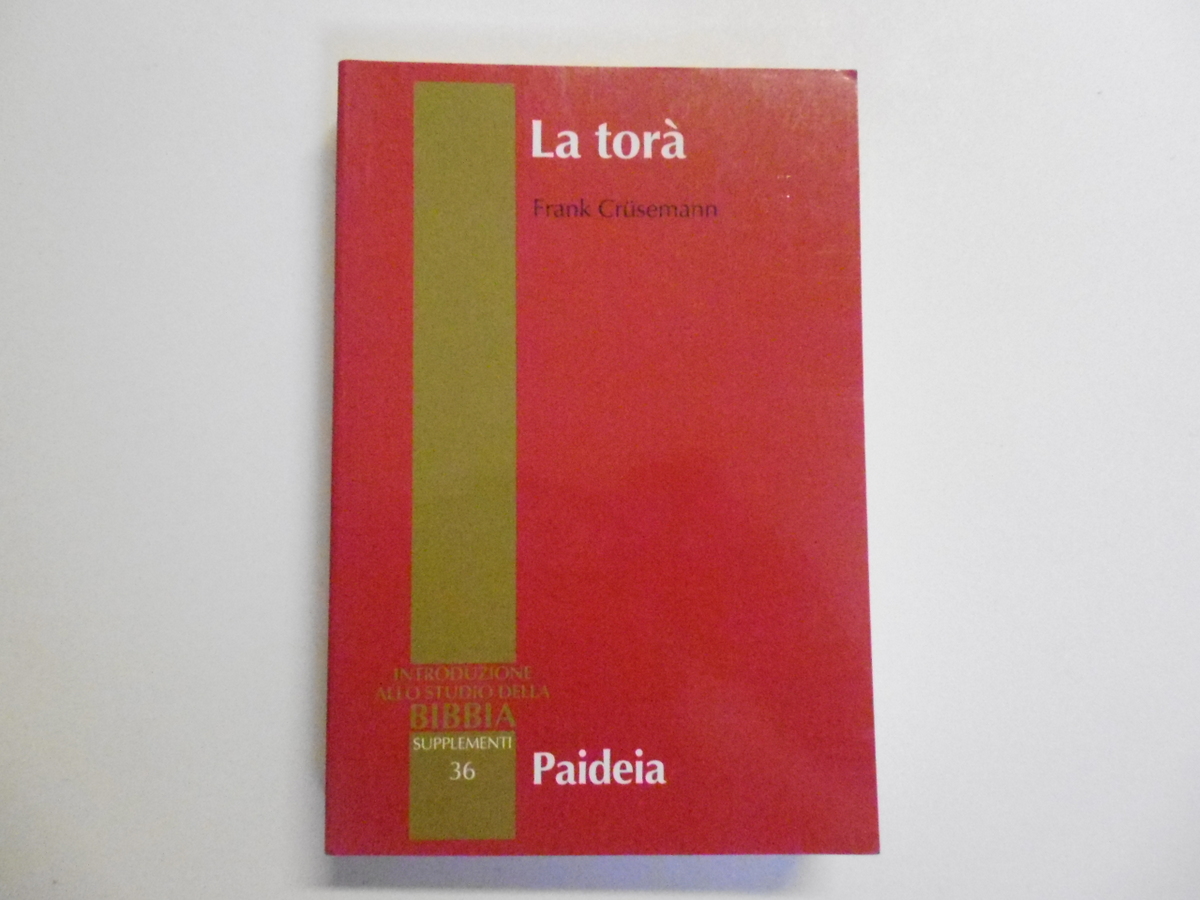 La torà
Frank Crüsemann
INTRODUZIONE
ALLO STUDIO DELLA
BIBBIA
SUPPLEMENTI
36
Paideia